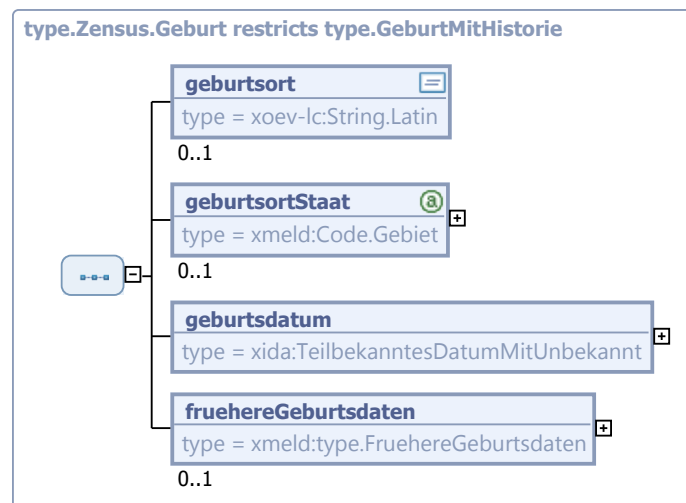 type.Zensus.Geburt restricts type.GeburtMitHistorie
geburtsort
type = xoev-lc:String.Latin
0..1
geburtsortStaat
type = xmeld:Code.Gebiet
0..1
geburtsdatum
type = xida:TeilbekanntesDatumMitUnbekannt
fruehereGeburtsdaten
type = xmeld:type.FruehereGeburtsdaten
0..1